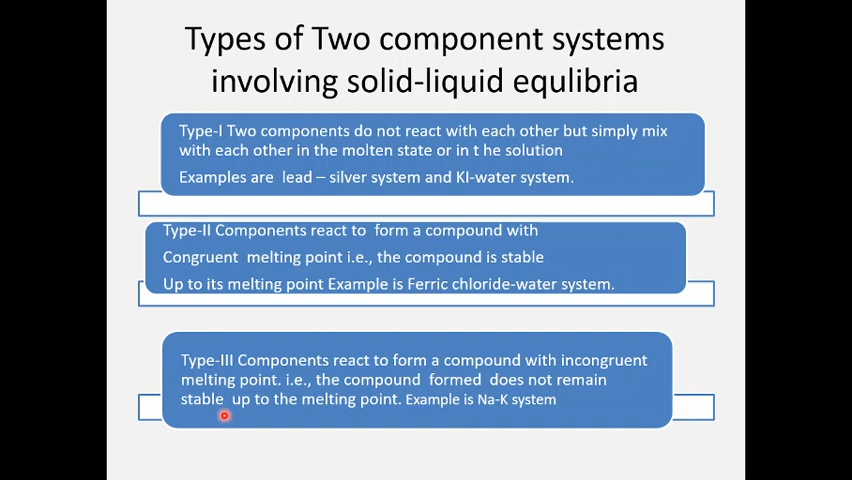 Types of Two component systems
involving solid-liquid equlibria
Type-I Two components do not react with each other but simply mix
with each other in the molten state or in t he solution
Examples are lead – silver system and KI-water system.
Type-II Components react to form a compound with
Congruent melting point i.e., the compound is stable
Up to its melting point Example is Ferric chloride-water system.
Type-III Components react to form a compound with incongruent
melting point. i.e., the compound formed does not remain
stable up to the melting point. Example is Na-K system